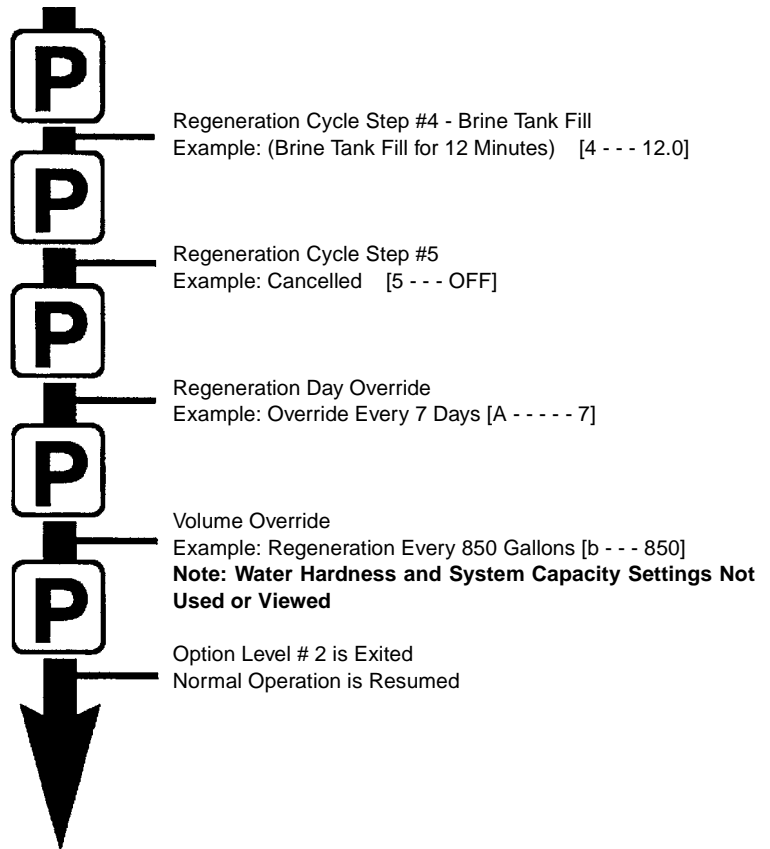 P
Regeneration Cycle Step #4 - Brine Tank Fill
Example: (Brine Tank Fill for 12 Minutes) [4 - - - 12.0]
P
Regeneration Cycle Step #5
Example: Cancelled [5 - - - OFF]
P
Regeneration Day Override
Example: Override Every 7 Days [A - - - - - 7]
P
Volume Override
Example: Regeneration Every 850 Gallons [b - - - 850]
Note: Water Hardness and System Capacity Settings Not
Used or Viewed
P
Option Level # 2 is Exited
Normal Operation is Resumed